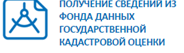 ПОЛУЧЕНИЕ СВЕДЕНИЙ ИЗ
ФОНДА ДАННЫХ
ГОСУДАРСТВЕННОЙ
КАДАСТРОВОЙ ОЦЕНКИ